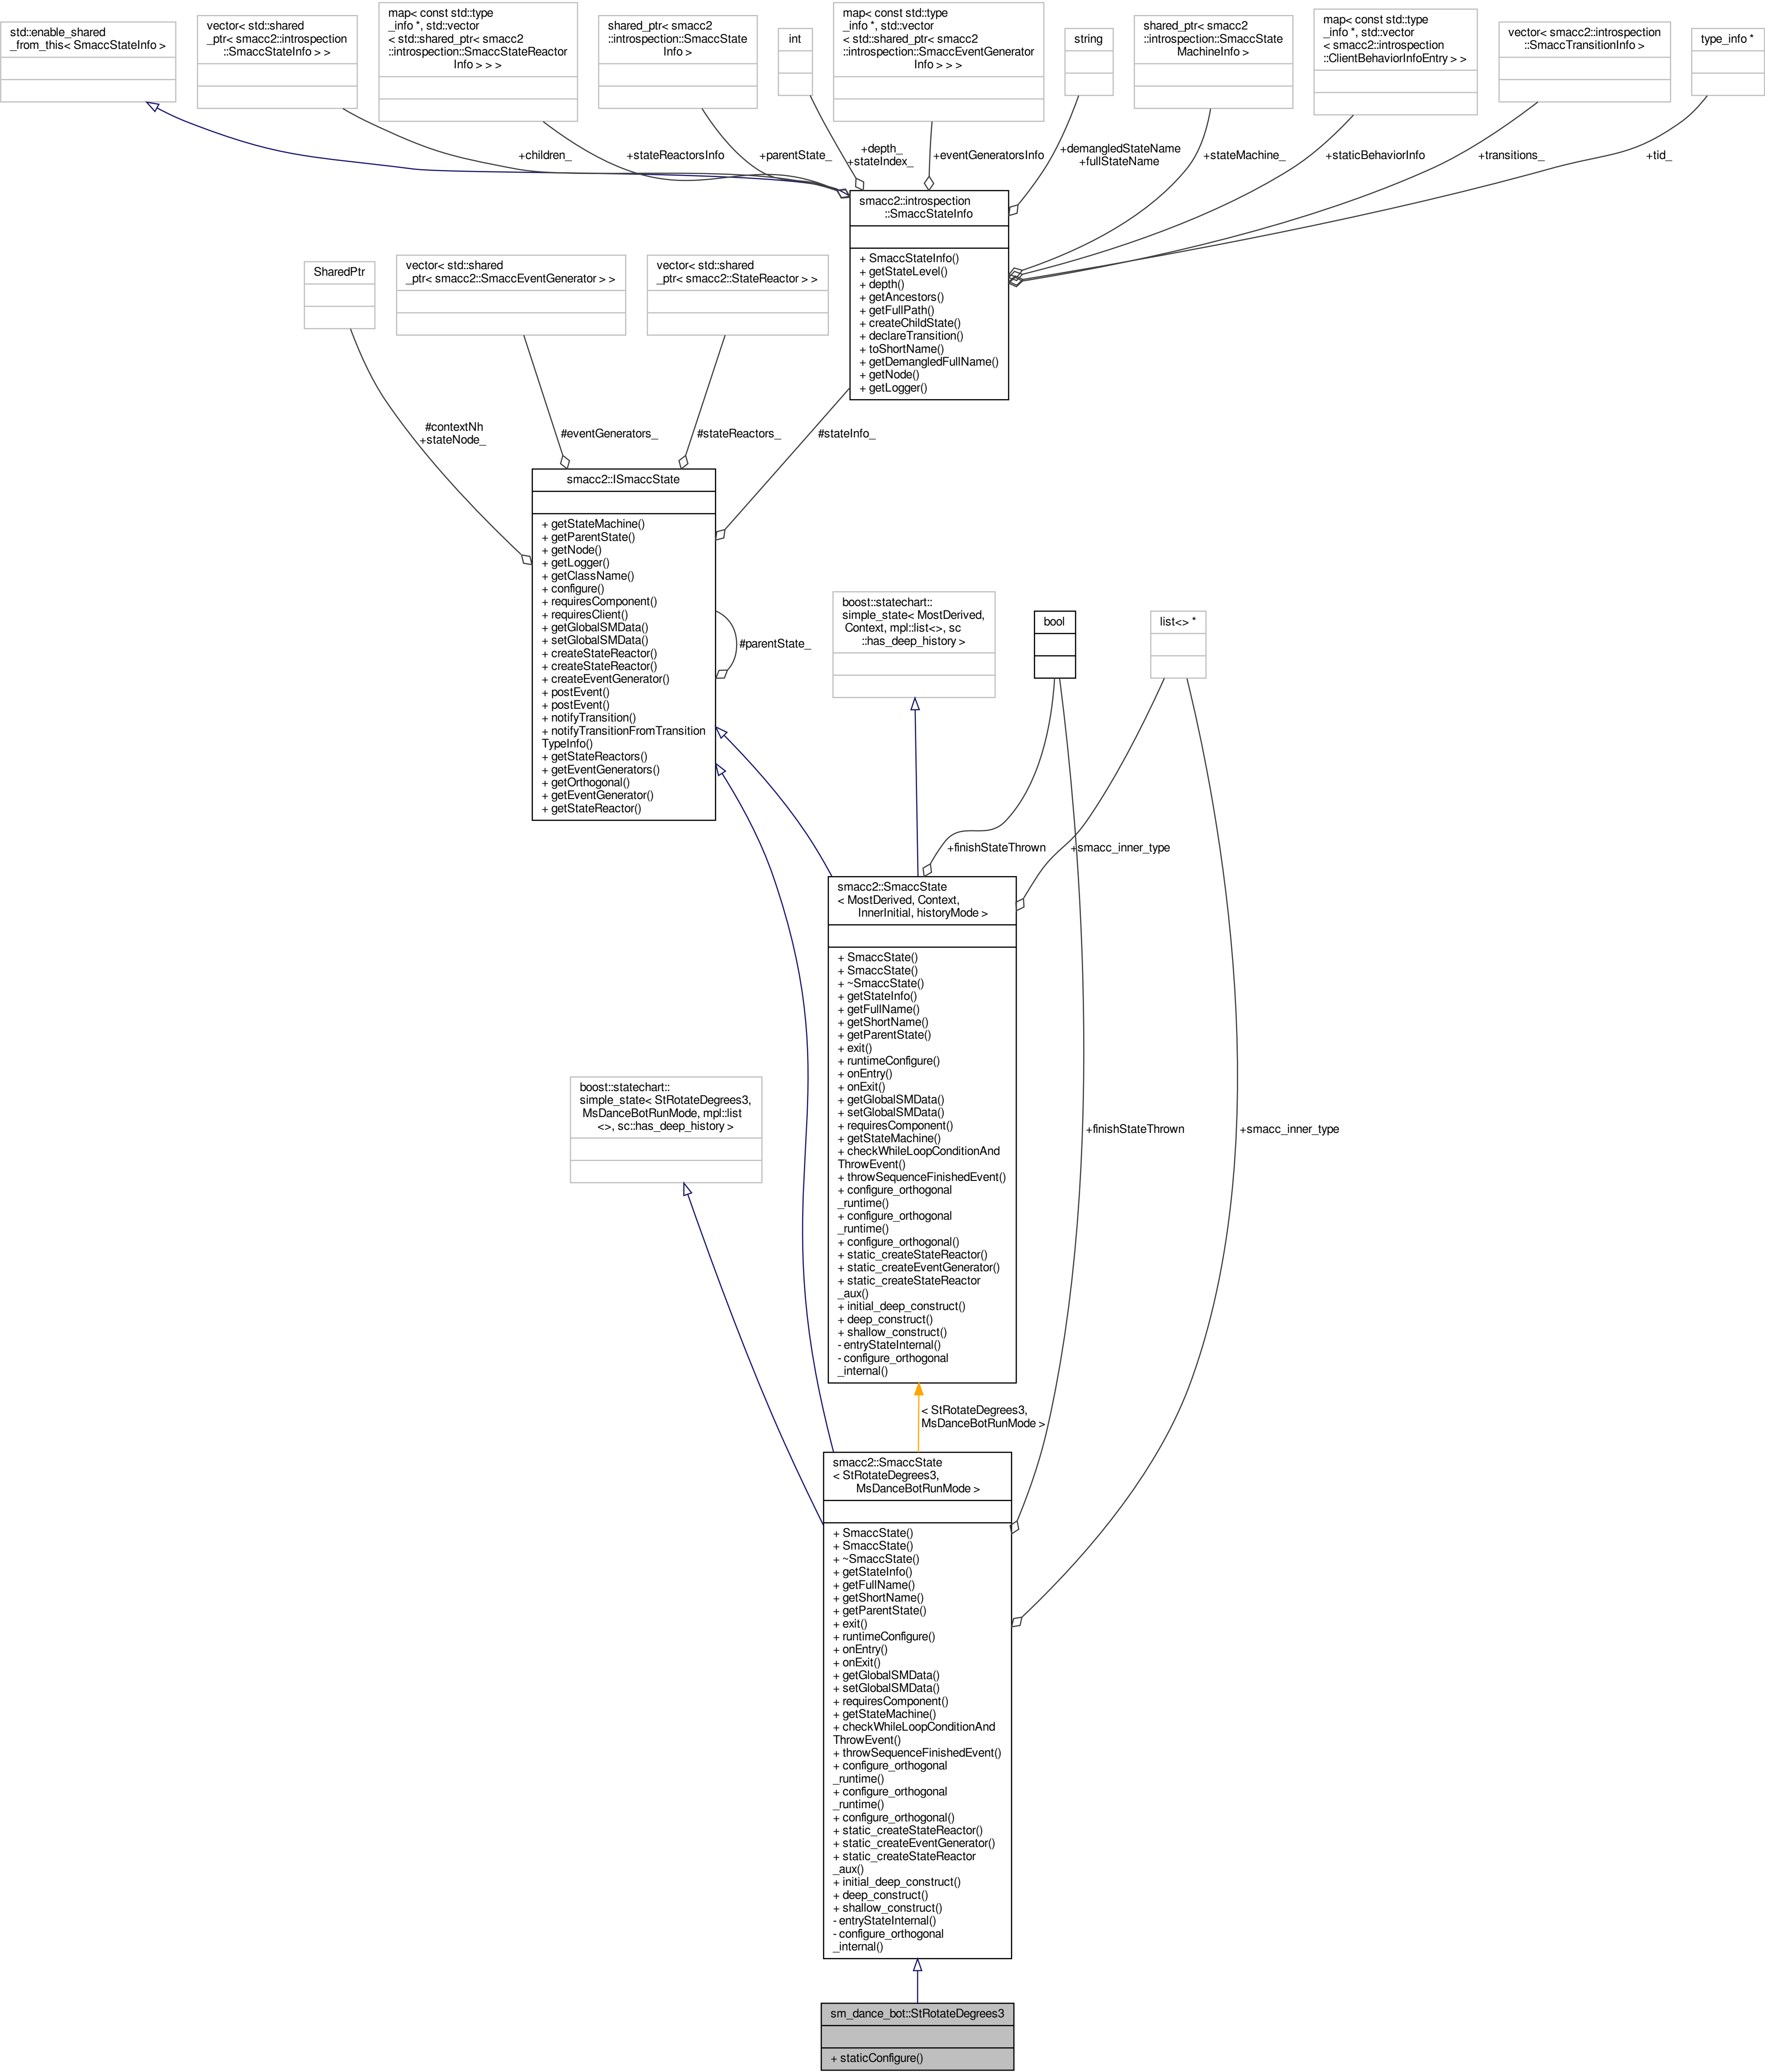 std::enable_shared
_from_this< SmaccStateInfo >
vector< std::shared
_ptr< smacc2::introspection
::SmaccStateInfo > >
map< const std::type
_info *, std::vector
< std::shared_ptr< smacc2
::introspection::SmaccStateReactor
Info > > >
shared_ptr< smacc2
::introspection::SmaccState
Info >
int
map< const std::type
_info *, std::vector
< std::shared_ptr< smacc2
::introspection::SmaccEventGenerator
Info > > >
string
shared_ptr< smacc2
::introspection::SmaccState
MachineInfo >
map< const std::type
_info *, std::vector
< smacc2::introspection
::ClientBehaviorInfoEntry > >
vector< smacc2::introspection
::SmaccTransitionInfo >
type_info *
+children_
+stateReactorsInfo
+parentState_
+depth_
+stateIndex_
+eventGeneratorsInfo
+demangledStateName
+fullStateName
+stateMachine_
+staticBehaviorInfo
+transitions_
+tid_
smacc2::introspection
::SmaccStateInfo
+ SmaccStateInfo()
+ getStateLevel()
+ depth()
+ getAncestors()
+ getFullPath()
+ createChildState()
+ declareTransition()
+ toShortName()
+ getDemangledFullName()
+ getNode()
+ getLogger()
SharedPtr
vector< std::shared
_ptr< smacc2::SmaccEventGenerator > >
vector< std::shared
_ptr< smacc2::StateReactor > >
#contextNh
+stateNode_
#eventGenerators_
#stateReactors_
#stateInfo_
smacc2::ISmaccState
+ getStateMachine()
+ getParentState()
+ getNode()
+ getLogger()
+ getClassName()
+ configure()
+ requiresComponent()
+ requiresClient()
+ getGlobalSMData()
+ setGlobalSMData()
+ createStateReactor()
+ createStateReactor()
+ createEventGenerator()
+ postEvent()
+ postEvent()
+ notifyTransition()
+ notifyTransitionFromTransition
TypeInfo()
+ getStateReactors()
+ getEventGenerators()
+ getOrthogonal()
+ getEventGenerator()
+ getStateReactor()
#parentState_
boost::statechart::
simple_state< MostDerived,
Context, mpl::list<>, sc
::has_deep_history >
bool
list<> *
+finishStateThrown
+smacc_inner_type
smacc2::SmaccState
< MostDerived, Context,
InnerInitial, historyMode >
+ SmaccState()
+ SmaccState()
+ ~SmaccState()
+ getStateInfo()
+ getFullName()
+ getShortName()
+ getParentState()
+ exit()
+ runtimeConfigure()
+ onEntry()
+ onExit()
+ getGlobalSMData()
+ setGlobalSMData()
+ requiresComponent()
+ getStateMachine()
+ checkWhileLoopConditionAnd
ThrowEvent()
+ throwSequenceFinishedEvent()
+ configure_orthogonal
_runtime()
+ configure_orthogonal
_runtime()
+ configure_orthogonal()
+ static_createStateReactor()
+ static_createEventGenerator()
+ static_createStateReactor
_aux()
+ initial_deep_construct()
+ deep_construct()
+ shallow_construct()
- entryStateInternal()
- configure_orthogonal
_internal()
boost::statechart::
simple_state< StRotateDegrees3,
MsDanceBotRunMode, mpl::list
<>, sc::has_deep_history >
+finishStateThrown
+smacc_inner_type
< StRotateDegrees3,
MsDanceBotRunMode >
smacc2::SmaccState
< StRotateDegrees3,
MsDanceBotRunMode >
+ SmaccState()
+ SmaccState()
+ ~SmaccState()
+ getStateInfo()
+ getFullName()
+ getShortName()
+ getParentState()
+ exit()
+ runtimeConfigure()
+ onEntry()
+ onExit()
+ getGlobalSMData()
+ setGlobalSMData()
+ requiresComponent()
+ getStateMachine()
+ checkWhileLoopConditionAnd
ThrowEvent()
+ throwSequenceFinishedEvent()
+ configure_orthogonal
_runtime()
+ configure_orthogonal
_runtime()
+ configure_orthogonal()
+ static_createStateReactor()
+ static_createEventGenerator()
+ static_createStateReactor
_aux()
+ initial_deep_construct()
+ deep_construct()
+ shallow_construct()
- entryStateInternal()
- configure_orthogonal
_internal()
sm_dance_bot::StRotateDegrees3
+ staticConfigure()